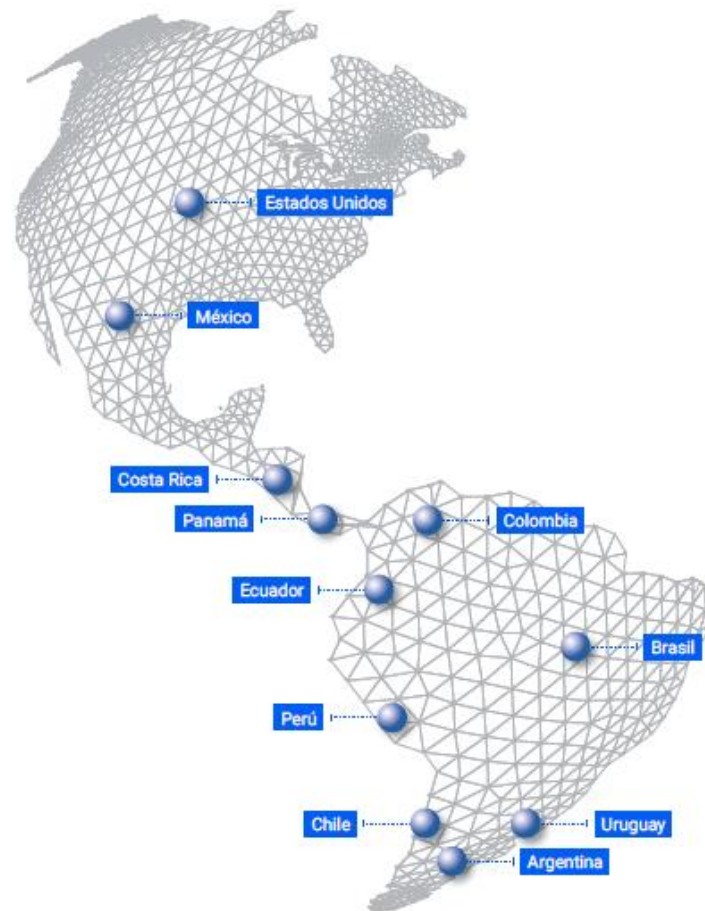 Estados Unidos
México
Costa Rica
Panamá
Colombia
Ecuador
Brasil
Perú
Chile
Uruguay
Argentina